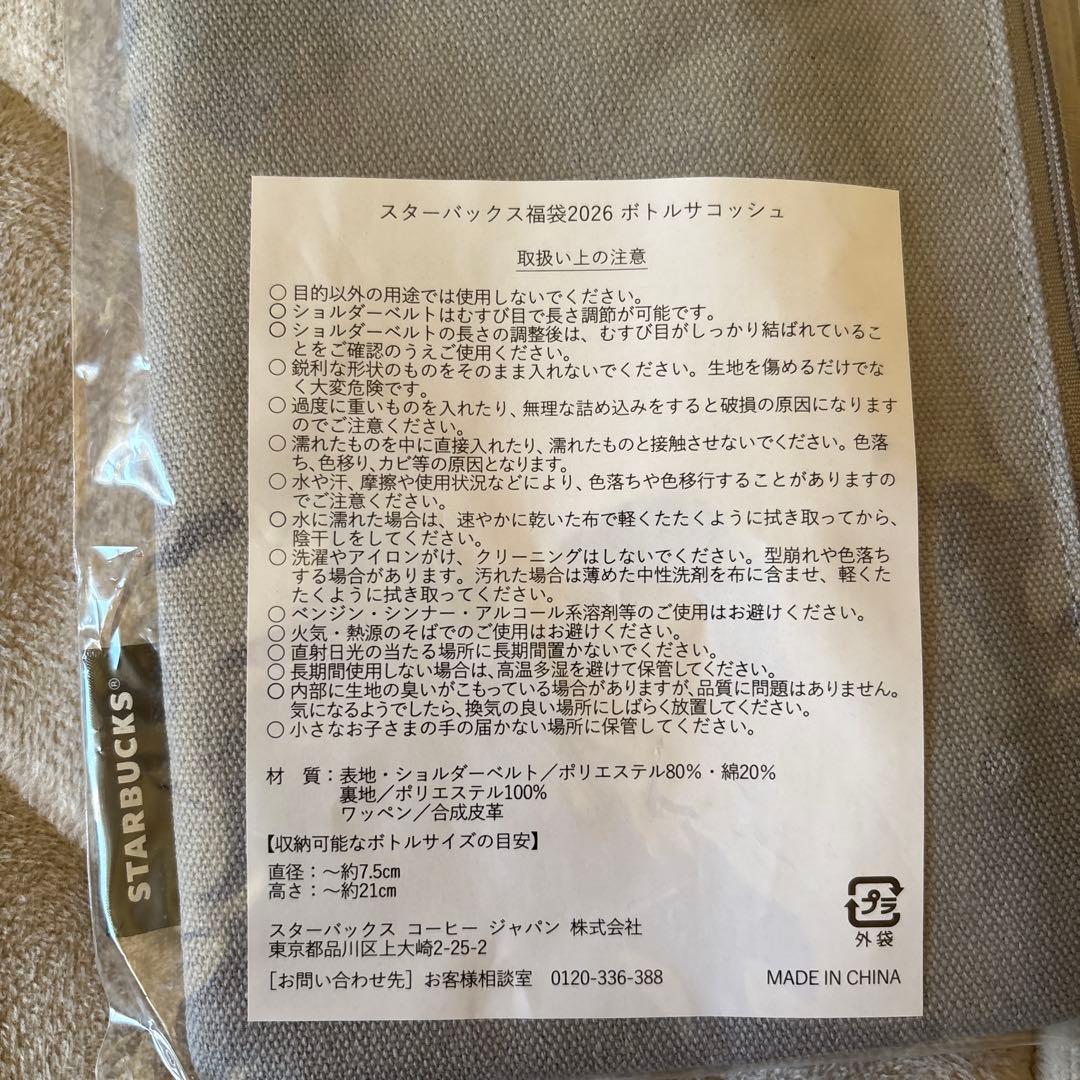 スターバックス福袋2026 ボトルサコッシュ
取扱い上の注意
○ 目的以外の用途では使用しないでください。
○ ショルダーベルトはむすび目で長さ調節が可能です。
○ ショルダーベルトの長さの調整後は、むすび目がしっかり結ばれているこ
とをご確認のうえご使用ください。
○ 鋭利な形状のものをそのまま入れないでください。生地を傷めるだけでな
く大変危険です。
○ 過度に重いものを入れたり、無理な詰め込みをすると破損の原因になります
のでご注意ください。
○ 濡れたものを中に直接入れたり、濡れたものと接触させないでください。色落
ち、色移り、カビ等の原因となります。
○ 水や汗、摩擦や使用状況などにより、色落ちや色移行することがありますの
でご注意ください。
○ 水に濡れた場合は、速やかに乾いた布で軽くたたくように拭き取ってから、
陰干しをしてください。
○ 洗濯やアイロンがけ、クリーニングはしないでください。型崩れや色落ち
する場合があります。汚れた場合は薄めた中性洗剤を布に含ませ、軽くた
たくように拭き取ってください。
○ ベンジン・シンナー・アルコール系溶剤等のご使用はお避けください。
○ 火気・熱源のそばでのご使用はお避けください。
○ 直射日光の当たる場所に長期間置かないでください。
○ 長期間使用しない場合は、高温多湿を避けて保管してください。
○ 内部に生地の臭いがこもっている場合がありますが、品質に問題はありません。
気になるようでしたら、換気の良い場所にしばらく放置してください。
○ 小さなお子さまの手の届かない場所に保管してください。
材 質：表地・ショルダーベルト／ポリエステル80%・綿20%
裏地／ポリエステル100%
ワッペン／合成皮革
【収納可能なボトルサイズの目安】
直径：〜約7.5㎝
高さ：〜約21㎝
スターバックス コーヒー ジャパン 株式会社
東京都品川区上大崎2-25-2
［お問い合わせ先］お客様相談室 0120-336-388
プラ
外袋
MADE IN CHINA
STARBUCKS®